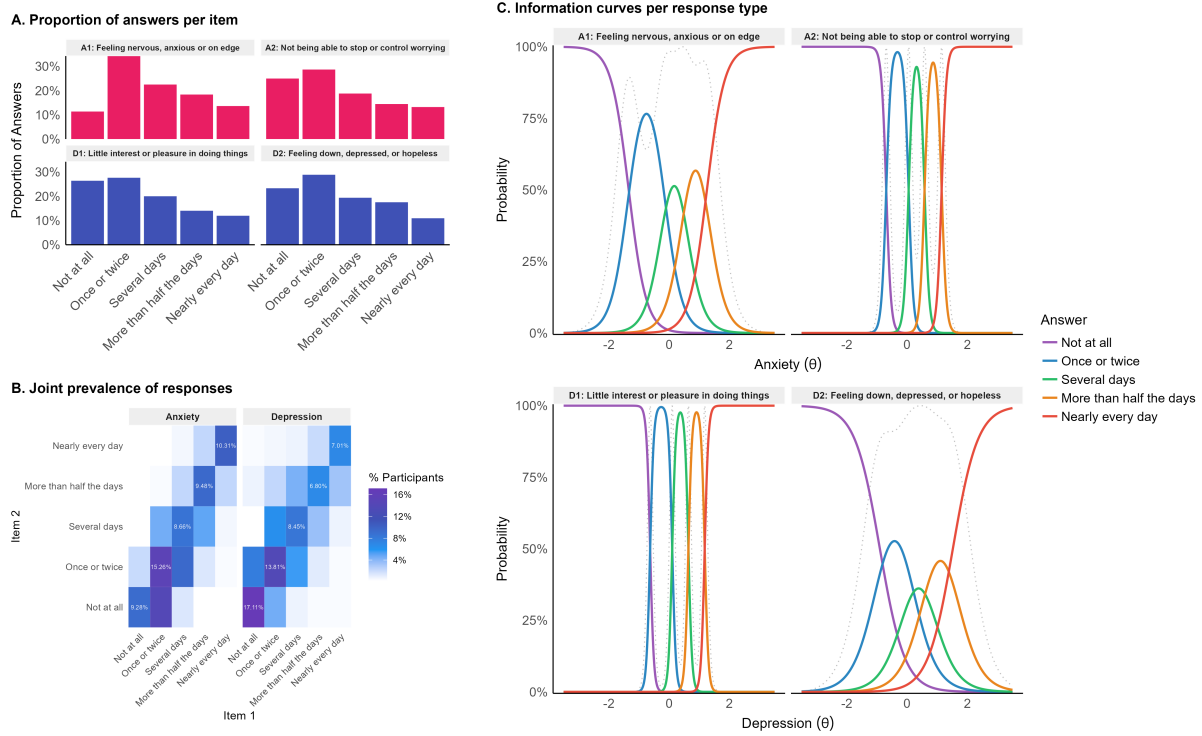 A. Proportion of answers per item
A1: Feeling nervous, anxious or on edge
A2: Not being able to stop or control worrying
30%
20%
10%
0%
D1: Little interest or pleasure in doing things
D2: Feeling down, depressed, or hopeless
30%
20%
10%
0%
Proportion of Answers
Not at all
Once or twice
Several days
More than half the days
Nearly every day
Not at all
Once or twice
Several days
More than half the days
Nearly every day
B. Joint prevalence of responses
Anxiety
Depression
Nearly every day
More than half the days
Several days
Once or twice
Not at all
Item 2
10.31%
7.01%
9.48%
6.80%
8.66%
8.45%
15.26%
13.81%
9.28%
17.11%
Not at all
Once or twice
Several days
More than half the days
Nearly every day
Not at all
Once or twice
Several days
More than half the days
Nearly every day
Item 1
% Participants
16%
12%
8%
4%
C. Information curves per response type
A1: Feeling nervous, anxious or on edge
A2: Not being able to stop or control worrying
100%
75%
50%
25%
0%
Probability
-2
0
2
-2
0
2
Anxiety (θ)
D1: Little interest or pleasure in doing things
D2: Feeling down, depressed, or hopeless
100%
75%
50%
25%
0%
Probability
-2
0
2
-2
0
2
Depression (θ)
Answer
Not at all
Once or twice
Several days
More than half the days
Nearly every day